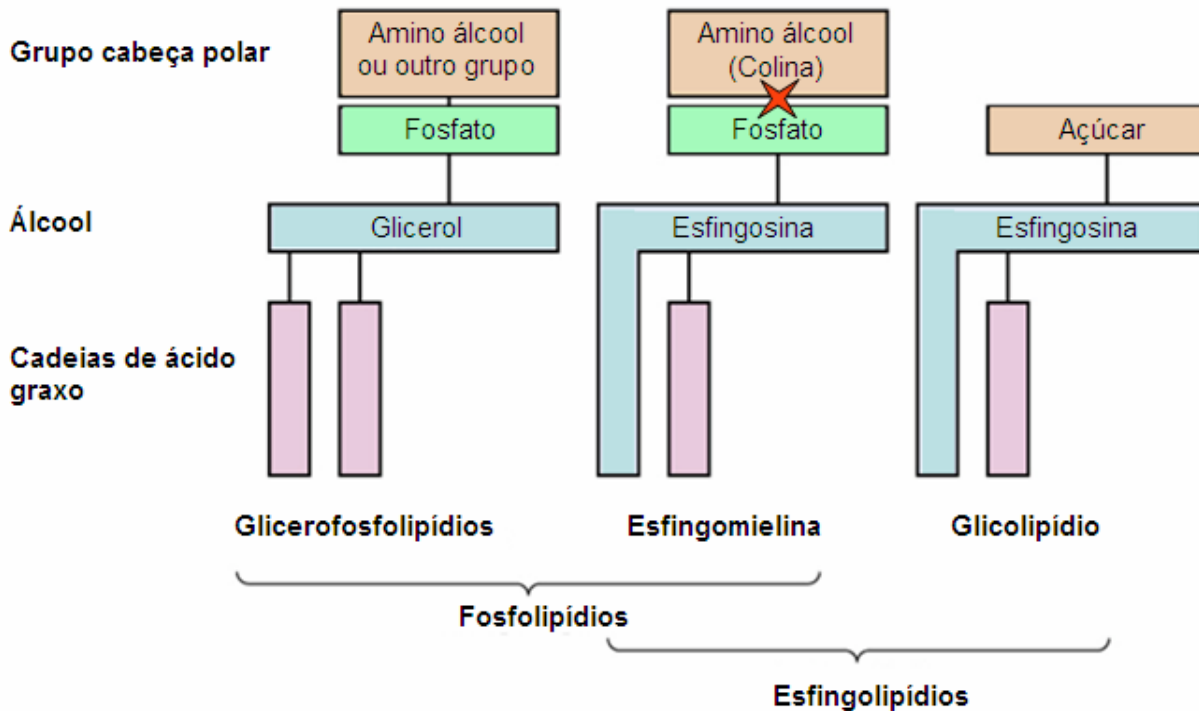 Grupo cabeça polar
Amino álcool
ou outro grupo
Amino álcool
(Colina)
Fosfato
Fosfato
Açúcar
Álcool
Glicerol
Esfingosina
Esfingosina
Cadeias de ácido
graxo
Glicerofosfolipídios
Esfingomielina
Glicolipídio
Fosfolipídios
Esfingolipídios